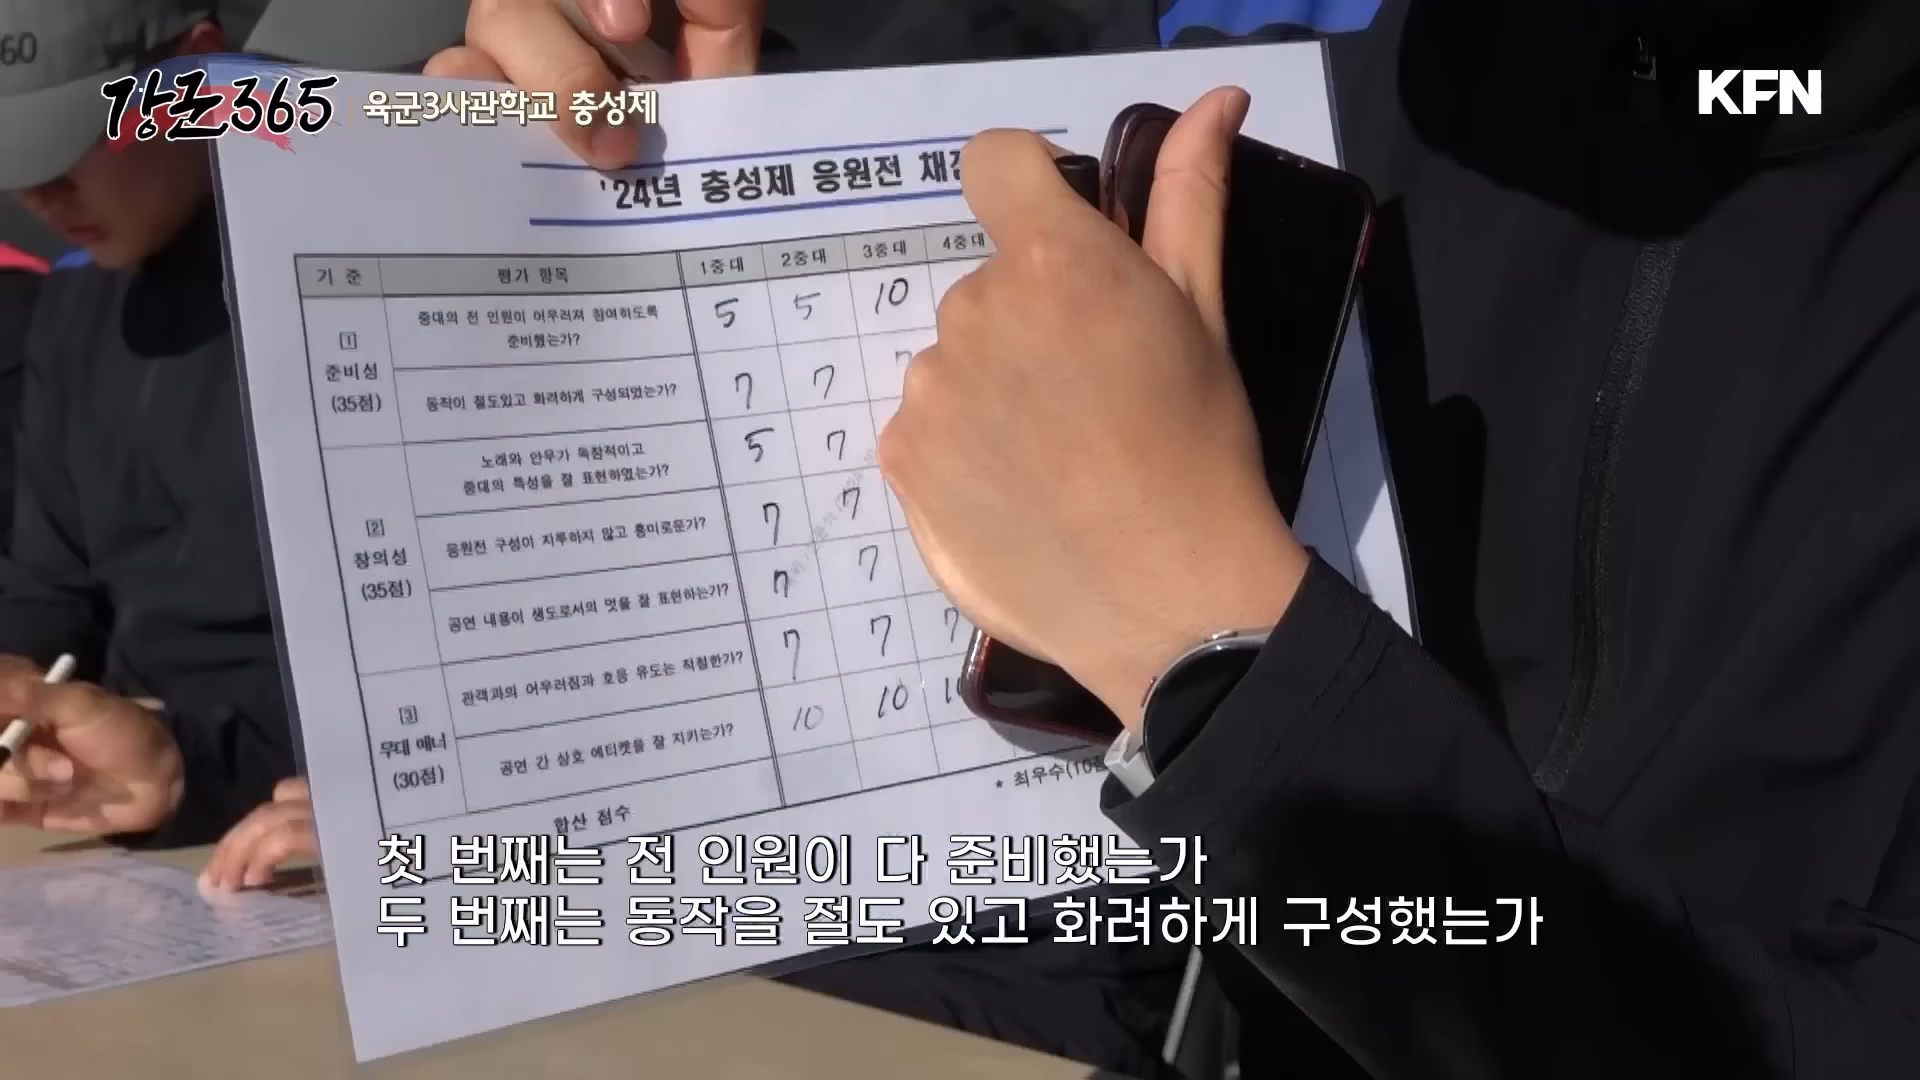 60
강군365
육군3사관학교 충성제
KFN
'24년 충성제 응원전
기 준
평가 항목
1중대
2중대
3중대
4중대
1
준비성
(35점)
중대의 전 인원이 어우러져 참여하도록
준비했는가?
5
5
10
동작이 절도있고 화려하게 구성되었는가?
7
7
7
2
창의성
(35점)
노래와 안무가 독창적이고
중대의 특성을 잘 표현하였는가?
5
7
응원전 구성이 지루하지 않고 흥미로운가?
7
7
공연 내용이 생도로서의 멋을 잘 표현하는가?
7
7
3
무대 매너
(30점)
관객과의 어우러짐과 호응 유도는 적절한가?
7
7
7
공연 간 상호 에티켓을 잘 지키는가?
10
10
합산 점수
* 최우수(10점
첫 번째는 전 인원이 다 준비했는가
두 번째는 동작을 절도 있고 화려하게 구성했는가